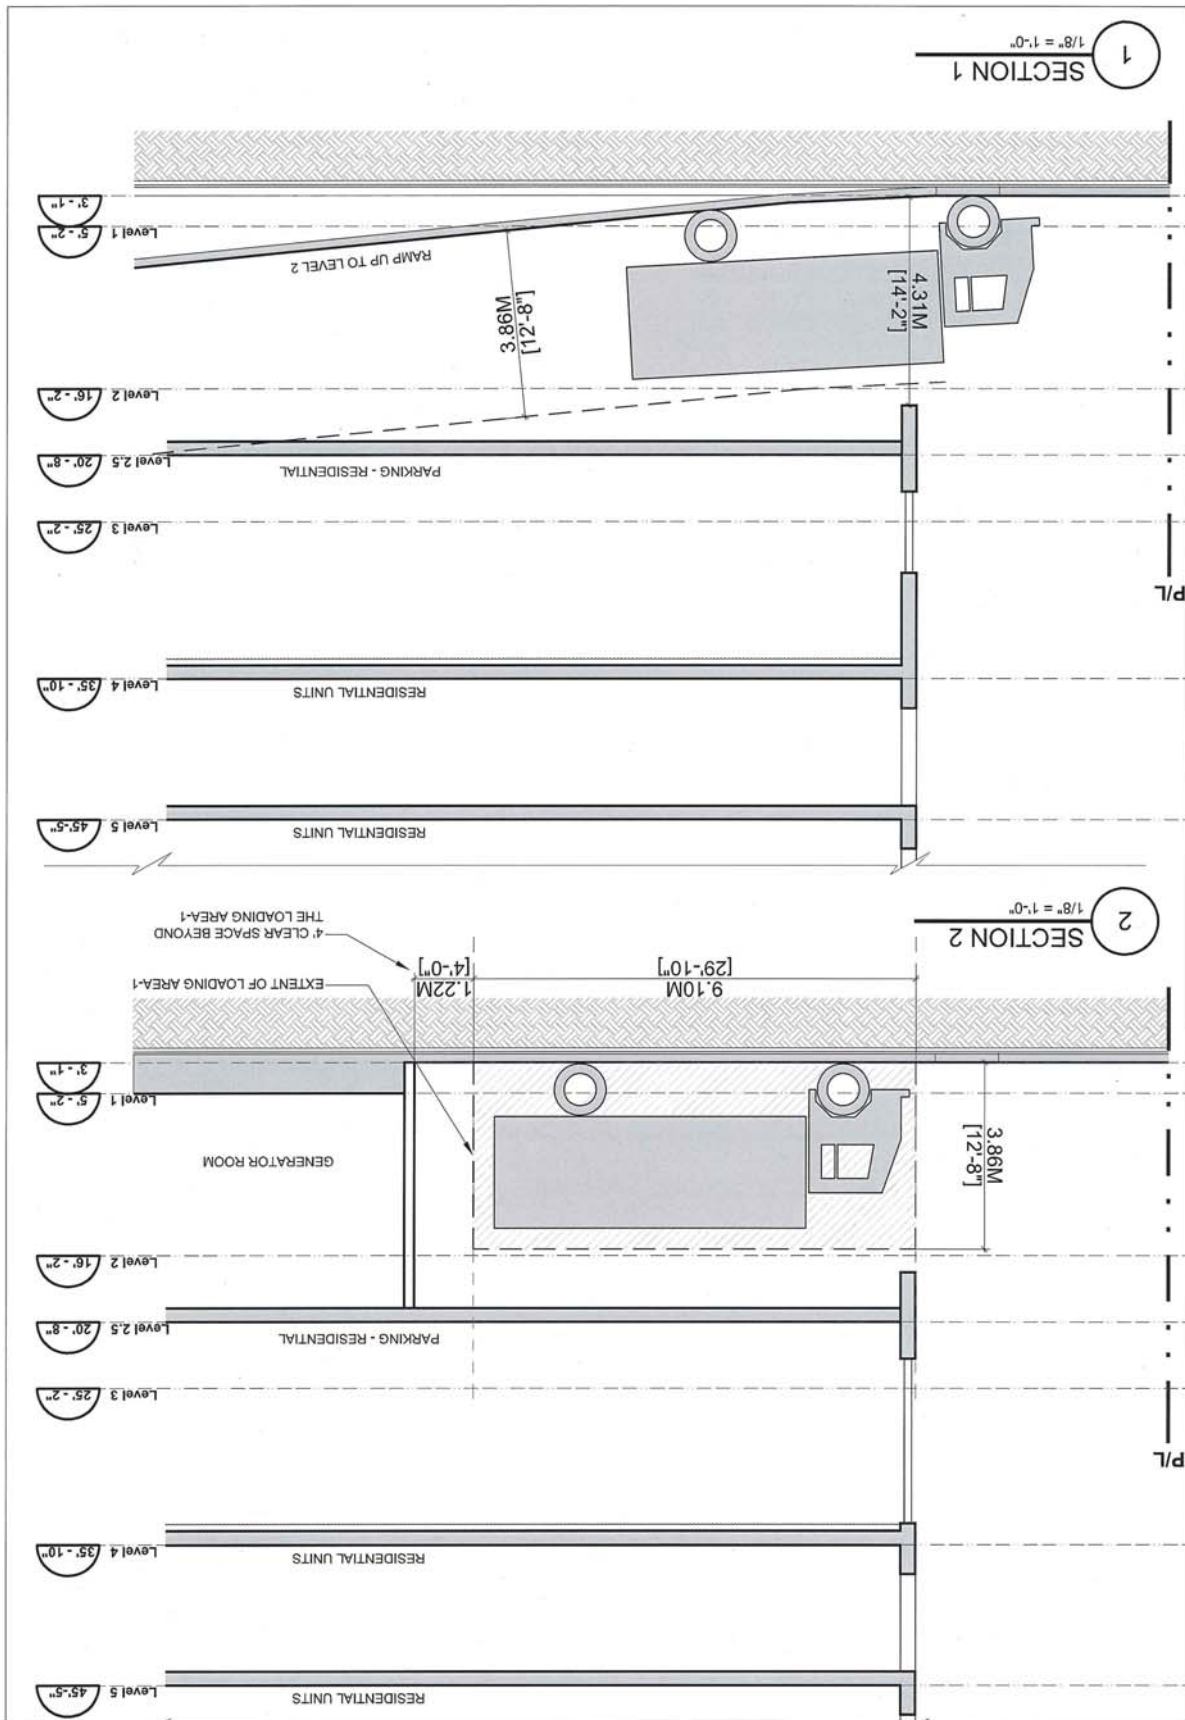 RESIDENTIAL UNITS
Level 5 45'-5"
RESIDENTIAL UNITS
Level 4 35' - 10"
P/L
Level 3 25' - 2"
PARKING - RESIDENTIAL
Level 2.5 20' - 8"
Level 2 16' - 2"
3.86M
[12'-8"]
GENERATOR ROOM
Level 1 5' - 2"
3' - 1"
9.10M
[29'-10"]
1.22M
[4'-0"]
EXTENT OF LOADING AREA-1
4' CLEAR SPACE BEYOND
THE LOADING AREA-1
2
SECTION 2
1/8" = 1'-0"
RESIDENTIAL UNITS
Level 5 45'-5"
RESIDENTIAL UNITS
Level 4 35' - 10"
P/L
Level 3 25' - 2"
PARKING - RESIDENTIAL
Level 2.5 20' - 8"
Level 2 16' - 2"
4.31M
[14'-2"]
3.86M
[12'-8"]
RAMP UP TO LEVEL 2
Level 1 5' - 2"
3' - 1"
1
SECTION 1
1/8" = 1'-0"